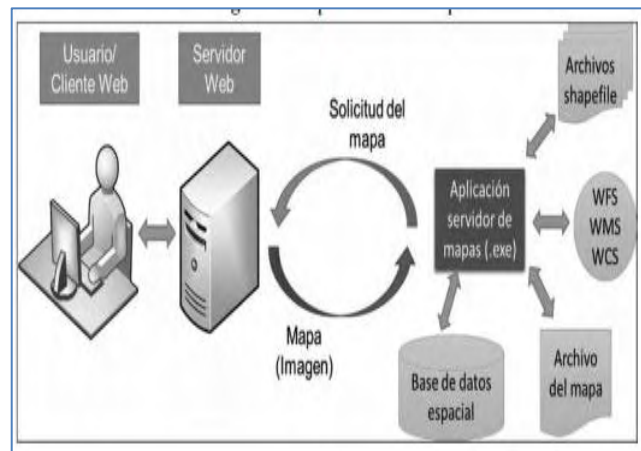 Usuario/
Cliente Web
Servidor
Web
Solicitud del
mapa
Archivos
shapefile
Aplicación
servidor de
mapas (.exe)
WFS
WMS
WCS
Mapa
(Imagen)
Base de datos
espacial
Archivo
del mapa